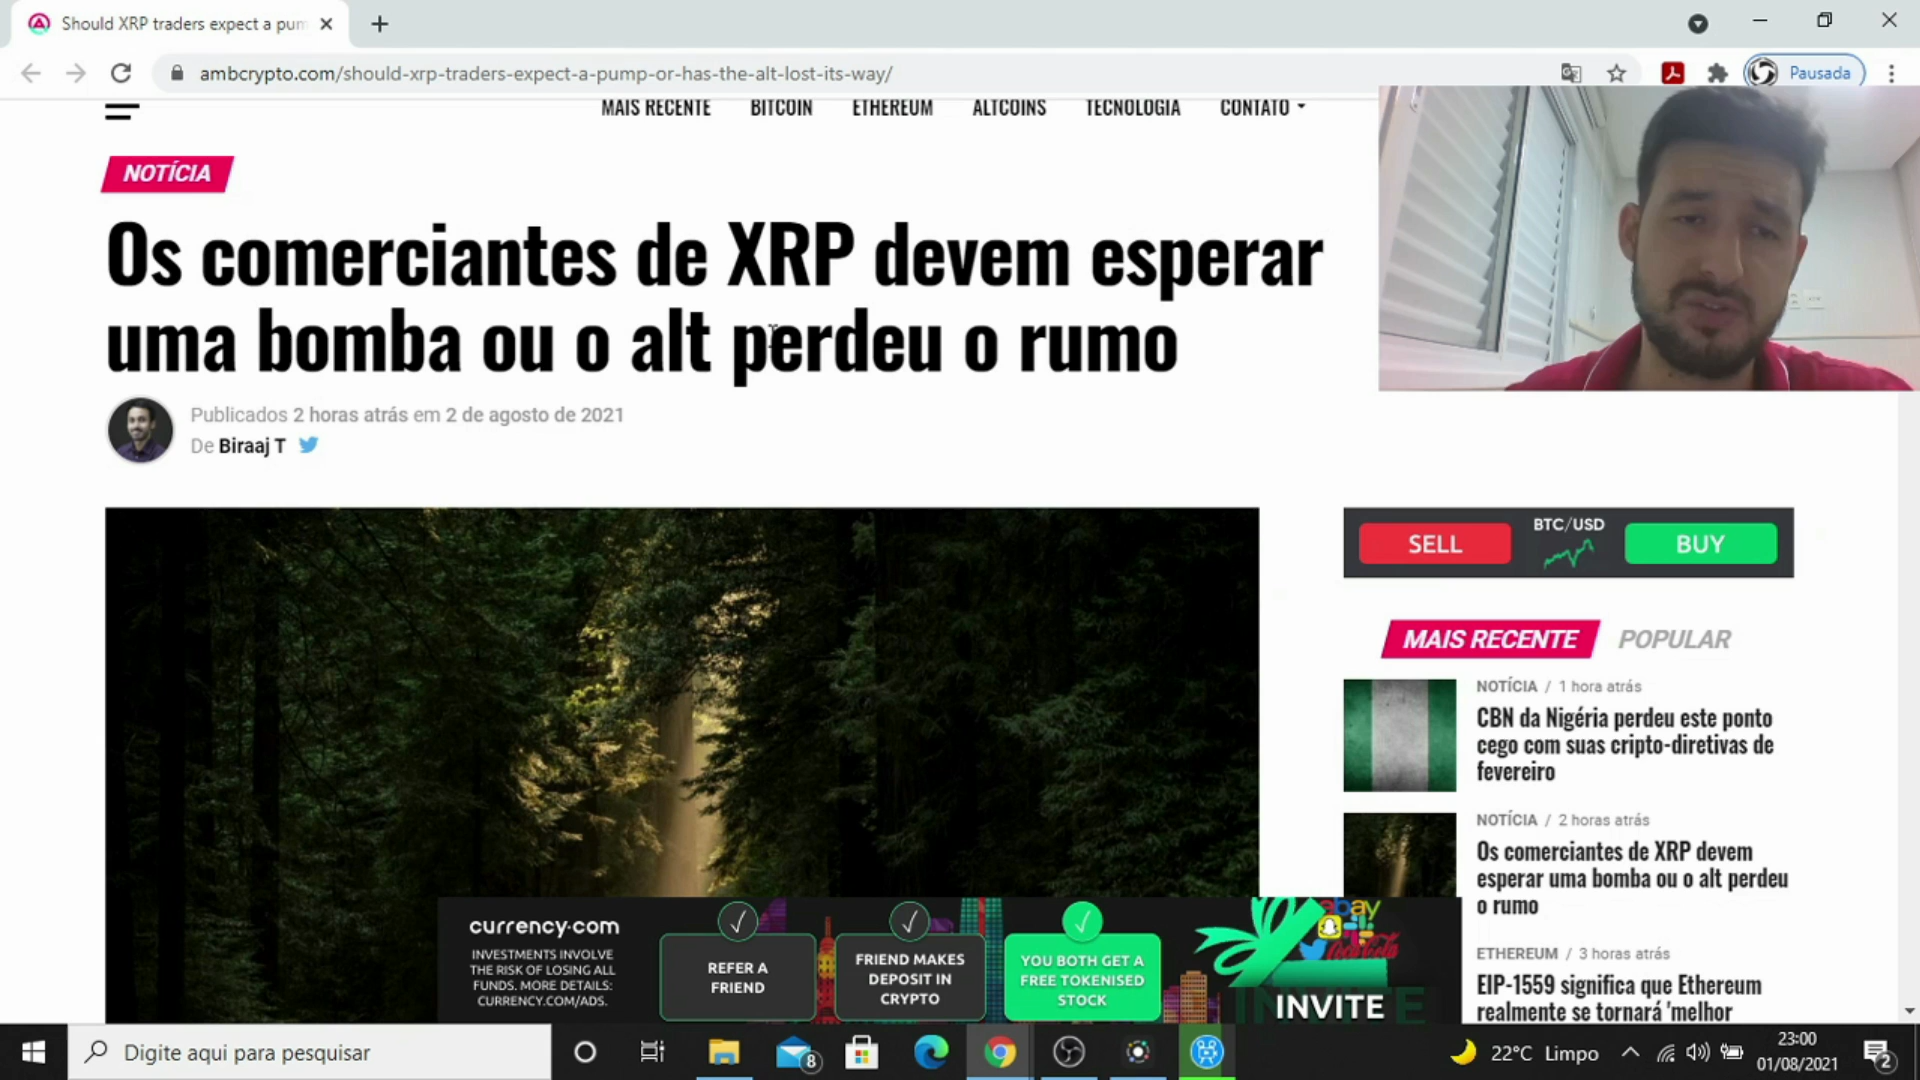 Should XRP traders expect a pum
ambcrypto.com/should-xrp-traders-expect-a-pump-or-has-the-alt-lost-its-way/
Pausada
MAIS RECENTE BITCOIN ETHEREUM ALTCOINS TECNOLOGIA CONTATO
NOTÍCIA
Os comerciantes de XRP devem esperar
uma bomba ou o alt perdeu o rumo
Publicados 2 horas atrás em 2 de agosto de 2021
De Biraaj T
SELL BTC/USD BUY
MAIS RECENTE POPULAR
NOTÍCIA / 1 hora atrás
CBN da Nigéria perdeu este ponto
cego com suas cripto-diretivas de
fevereiro
NOTÍCIA / 2 horas atrás
Os comerciantes de XRP devem
esperar uma bomba ou o alt perdeu
o rumo
ETHEREUM / 3 horas atrás
EIP-1559 significa que Ethereum
realmente se tornará 'melhor
currency.com
INVESTMENTS INVOLVE
THE RISK OF LOSING ALL
FUNDS. MORE DETAILS:
CURRENCY.COM/ADS.
REFER A
FRIEND
FRIEND MAKES
DEPOSIT IN
CRYPTO
YOU BOTH GET A
FREE TOKENISED
STOCK
ebay
Coca-Cola
INVITE
Digite aqui para pesquisar
8
22°C Limpo
23:00
01/08/2021
2